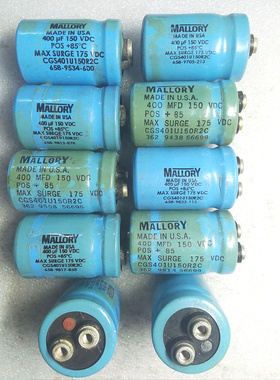 MALLORY
MADE IN U.S.A.
400 µF 150 VDC
POS +85°C
MAX SURGE 175 VDC
CGS401U150R2C
658-9534-600
MALLORY
MADE IN USA
400 µF 150 VDC
POS +85°C
MAX SURGE 175 VDC
CGS401U150R2C
MALLORY
MADE IN USA
400 µF 150 VDC
POS +85°C
MAX SURGE 175 VDC
CGS401U150R2C
MALLORY
MADE IN U.S.A.
400 MFD 150 VDC
POS + 85
MAX SURGE 175 VDC
CGS401U150R2C
362 9438 56699
MALLORY
MADE IN U.S.A.
400 MFD 150 VDC
POS + 85
MAX SURGE 175 VDC
CGS401U150R2C
MALLORY
MADE IN USA
400 µF 150 VDC
POS +85°C
MAX SURGE 175 VDC
CGS401U150R2C
MALLORY
MADE IN USA
400 µF 150 VDC
POS +85°C
MAX SURGE 175 VDC
CGS401U150R2C
MALLORY
MADE IN U.S.A.
400 MFD 150 VDC
POS + 85
MAX SURGE 175 VDC
CGS401U150R2C